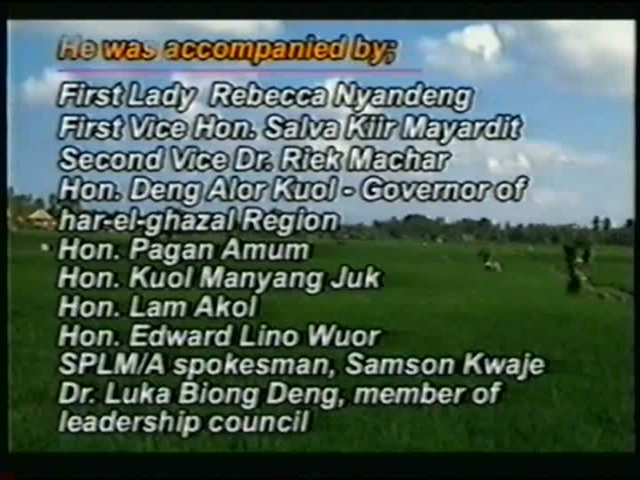 He was accompanied by;
First Lady Rebecca Nyandeng
First Vice Hon. Salva Kiir Mayardit
Second Vice Dr. Riek Machar
Hon. Deng Alor Kuol - Governor of
har-el-ghazal Region
Hon. Pagan Amum
Hon. Kuol Manyang Juk
Hon. Lam Akol
Hon. Edward Lino Wuor
SPLM/A spokesman, Samson Kwaje
Dr. Luka Biong Deng, member of
leadership council